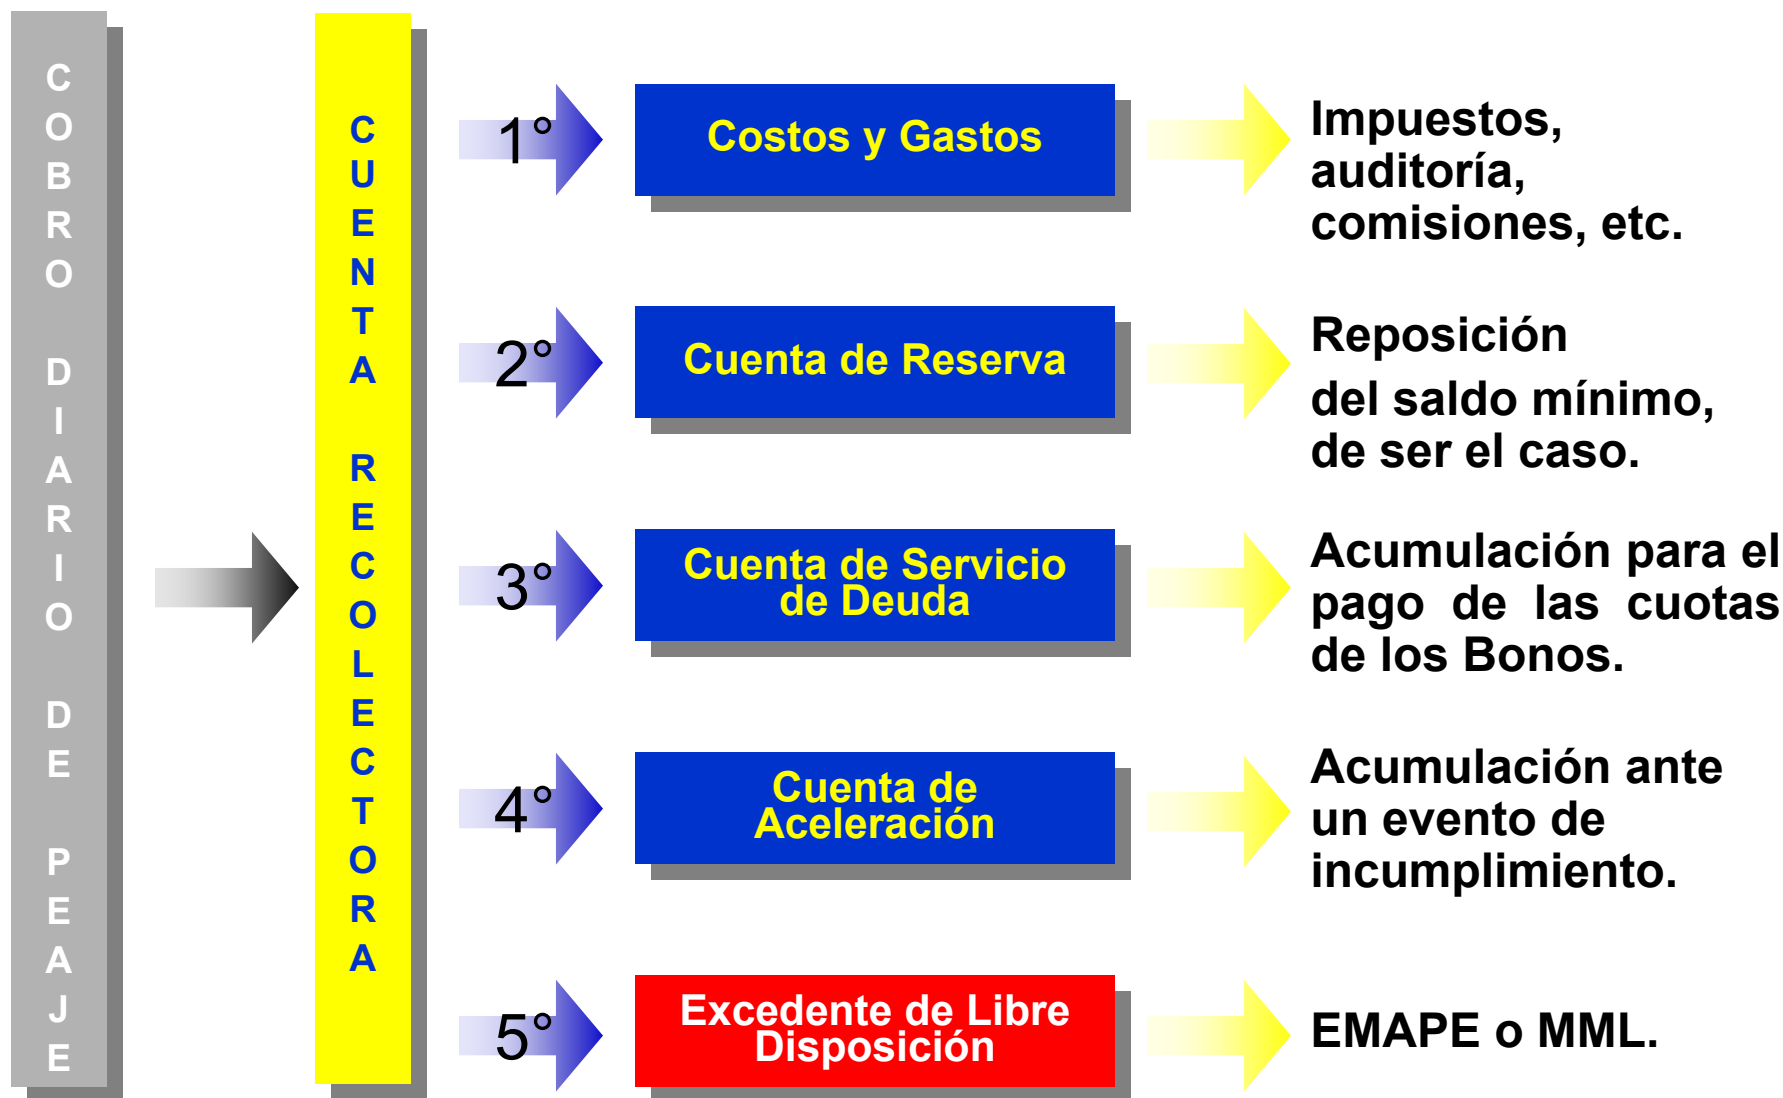 COBRO DIARIO DE PEAJE
CUENTA RECOLECTORA
1°
Costos y Gastos
Impuestos,
auditoría,
comisiones, etc.
2°
Cuenta de Reserva
Reposición
del saldo mínimo,
de ser el caso.
3°
Cuenta de Servicio
de Deuda
Acumulación para el
pago de las cuotas
de los Bonos.
4°
Cuenta de
Aceleración
Acumulación ante
un evento de
incumplimiento.
5°
Excedente de Libre
Disposición
EMAPE o MML.